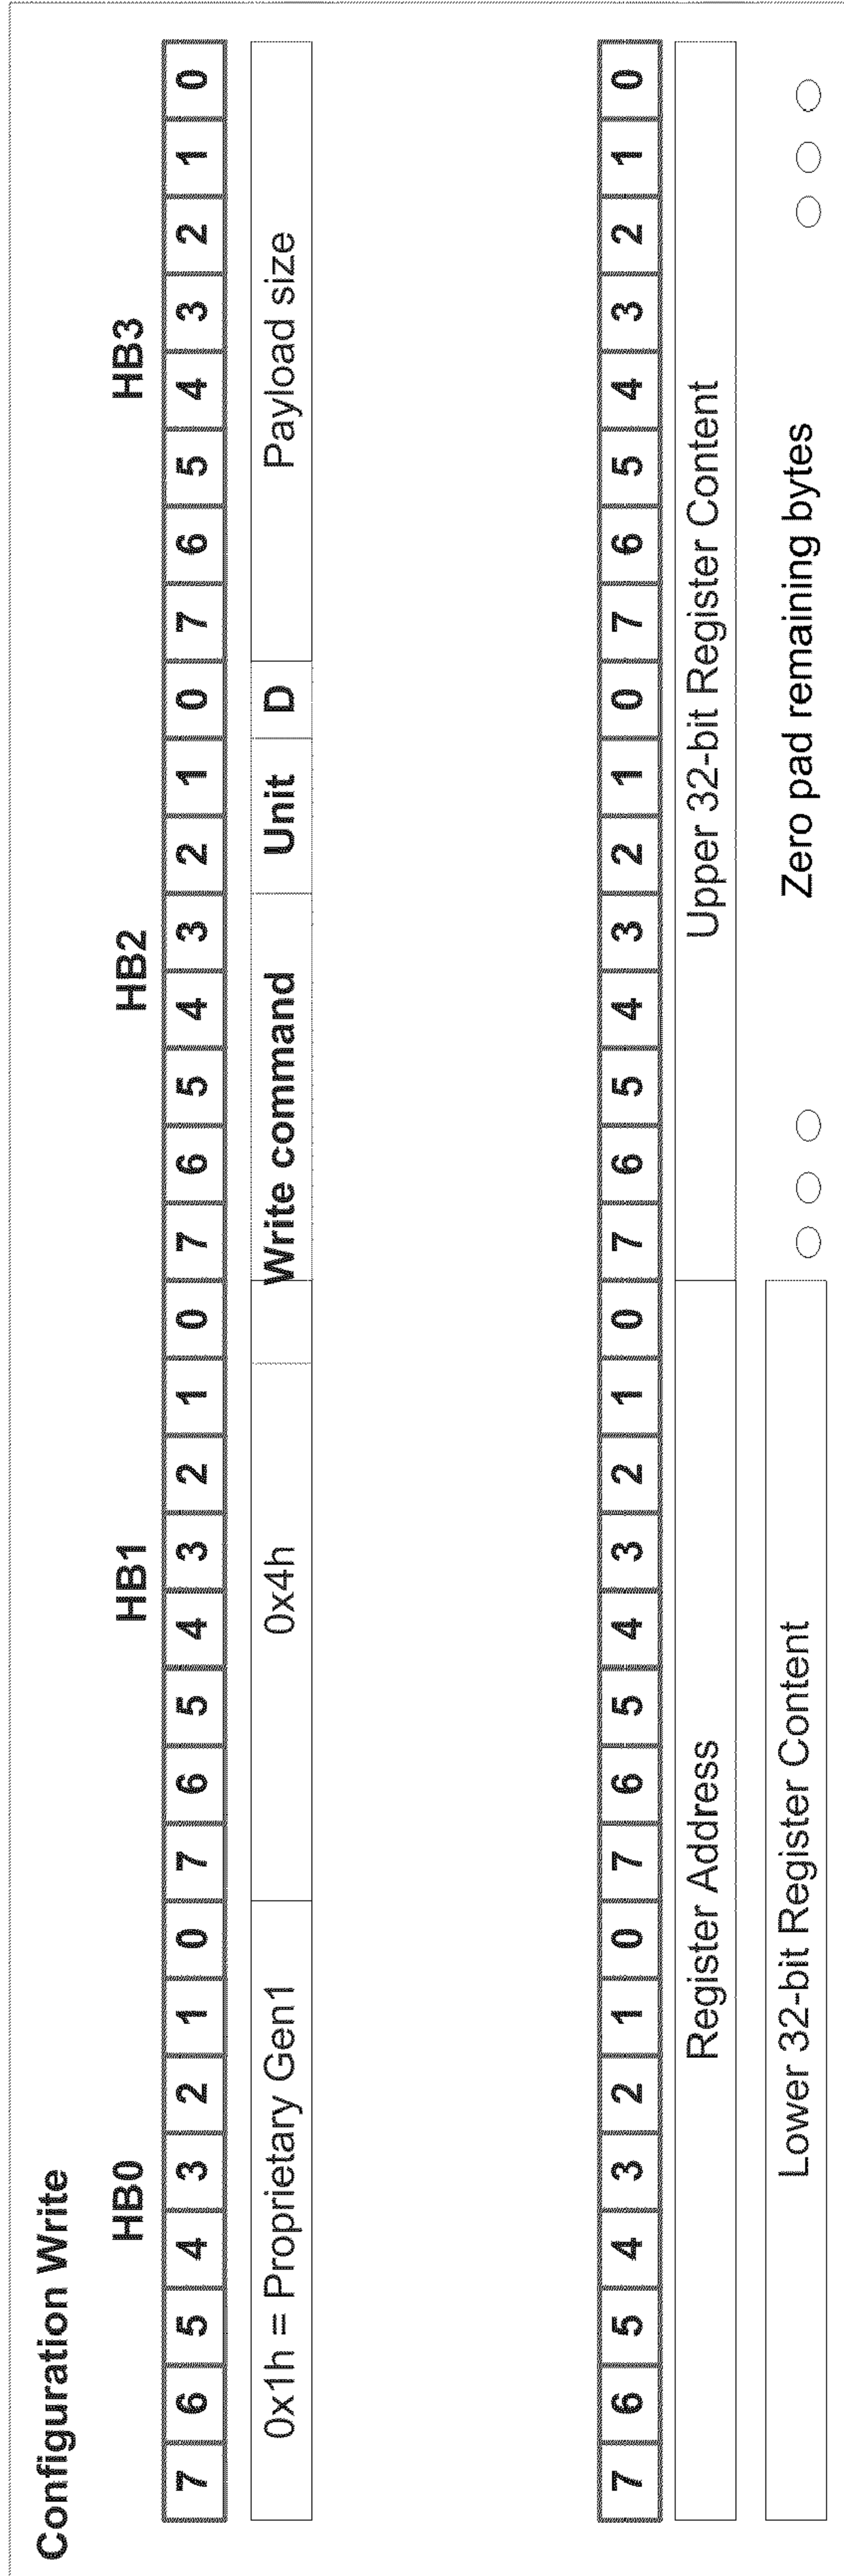 Configuration Write
HB0 HB1 HB2 HB3
7 6 5 4 3 2 1 0 7 6 5 4 3 2 1 0 7 6 5 4 3 2 1 0 7 6 5 4 3 2 1 0
0x1h = Proprietary Gen1 0x4h Write command Unit D Payload size
7 6 5 4 3 2 1 0 7 6 5 4 3 2 1 0 7 6 5 4 3 2 1 0 7 6 5 4 3 2 1 0
Register Address Upper 32-bit Register Content
Lower 32-bit Register Content Zero pad remaining bytes